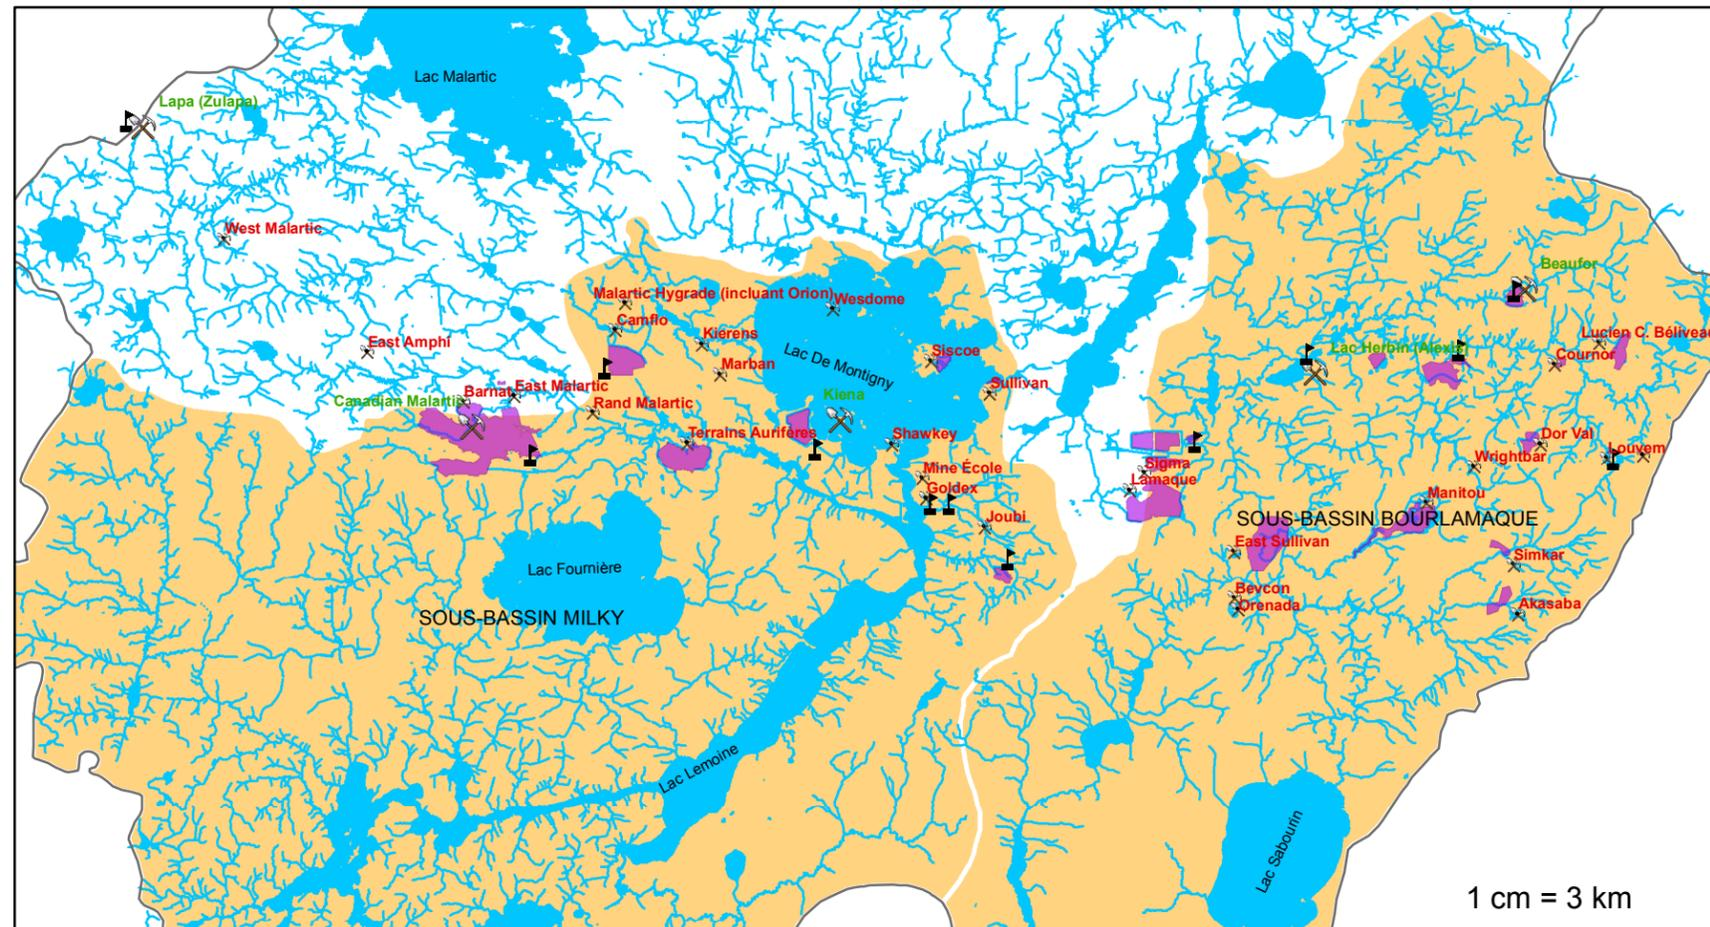 Lac Malartic
Lapa (Zulapa)
West Malartic
Beaufor
Malartic Hygrade (incluant Orion)
Wesdome
Camflo
Kierens
Lucien C. Béliveau
East Amphi
Lac De Montigny
Siscoe
Lac Herbin (Alexis)
Cournor
Marban
Sullivan
East Malartic
Barnat
Canadian Malartic
Kiena
Rand Malartic
Terrains Aurifères
Shawkey
Dor Val
Louvem
Wrightbar
Sigma
Mine École
Lamaque
Goldex
Manitou
Joubi
SOUS-BASSIN BOURLAMAQUE
East Sullivan
Simkar
Lac Fournière
Bevcon
Orenada
Akasaba
SOUS-BASSIN MILKY
Lac Lemoine
Lac Sabourin
1 cm = 3 km